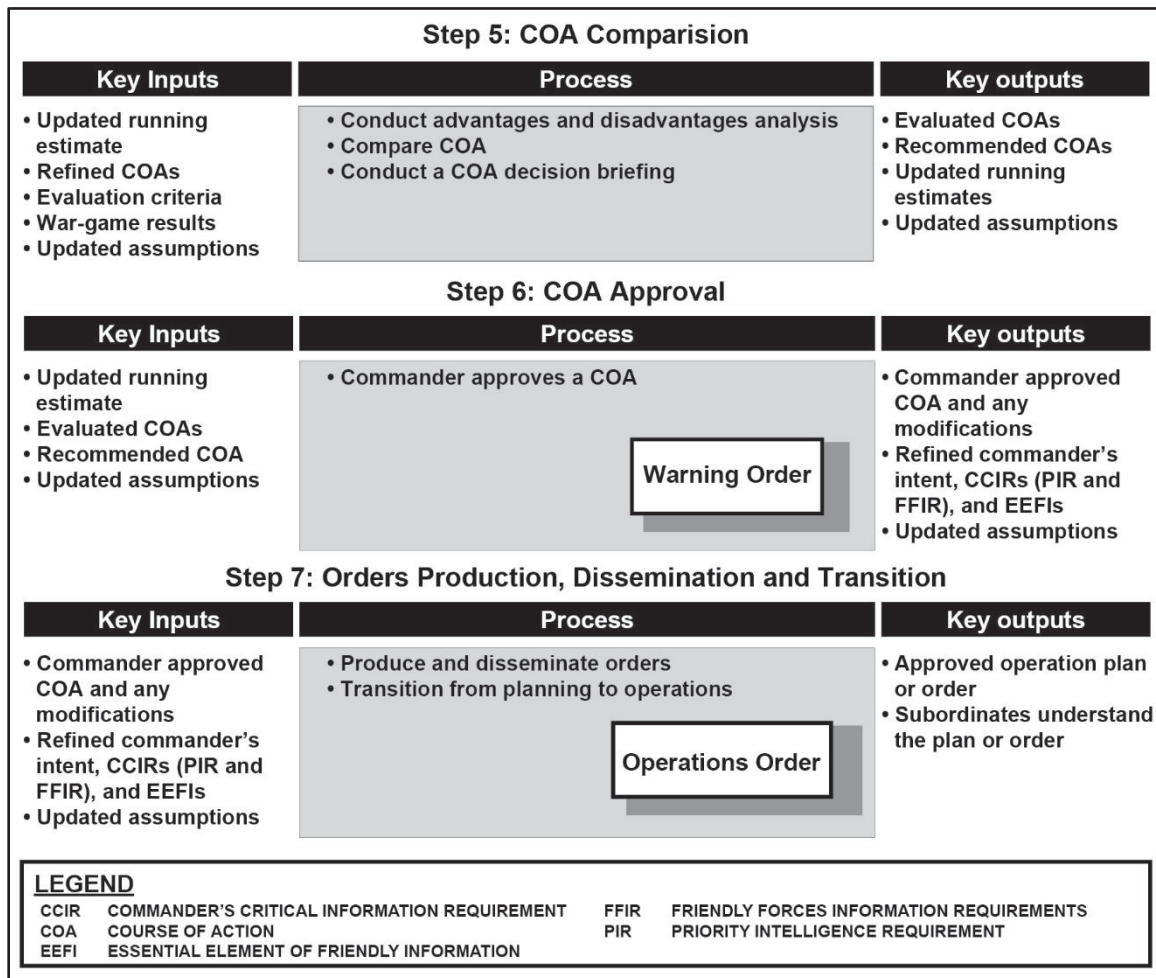 Step 5: COA Comparision
Key Inputs
Process
Key outputs
• Updated running
estimate
• Refined COAs
• Evaluation criteria
• War-game results
• Updated assumptions
• Conduct advantages and disadvantages analysis
• Compare COA
• Conduct a COA decision briefing
• Evaluated COAs
• Recommended COAs
• Updated running
estimates
• Updated assumptions
Step 6: COA Approval
Key Inputs
Process
Key outputs
• Updated running
estimate
• Evaluated COAs
• Recommended COA
• Updated assumptions
• Commander approves a COA
Warning Order
• Commander approved
COA and any
modifications
• Refined commander’s
intent, CCIRs (PIR and
FFIR), and EEFIs
• Updated assumptions
Step 7: Orders Production, Dissemination and Transition
Key Inputs
Process
Key outputs
• Commander approved
COA and any
modifications
• Refined commander’s
intent, CCIRs (PIR and
FFIR), and EEFIs
• Updated assumptions
• Produce and disseminate orders
• Transition from planning to operations
Operations Order
• Approved operation plan
or order
• Subordinates understand
the plan or order
LEGEND
CCIR COMMANDER’S CRITICAL INFORMATION REQUIREMENT
COA COURSE OF ACTION
EEFI ESSENTIAL ELEMENT OF FRIENDLY INFORMATION
FFIR FRIENDLY FORCES INFORMATION REQUIREMENTS
PIR PRIORITY INTELLIGENCE REQUIREMENT